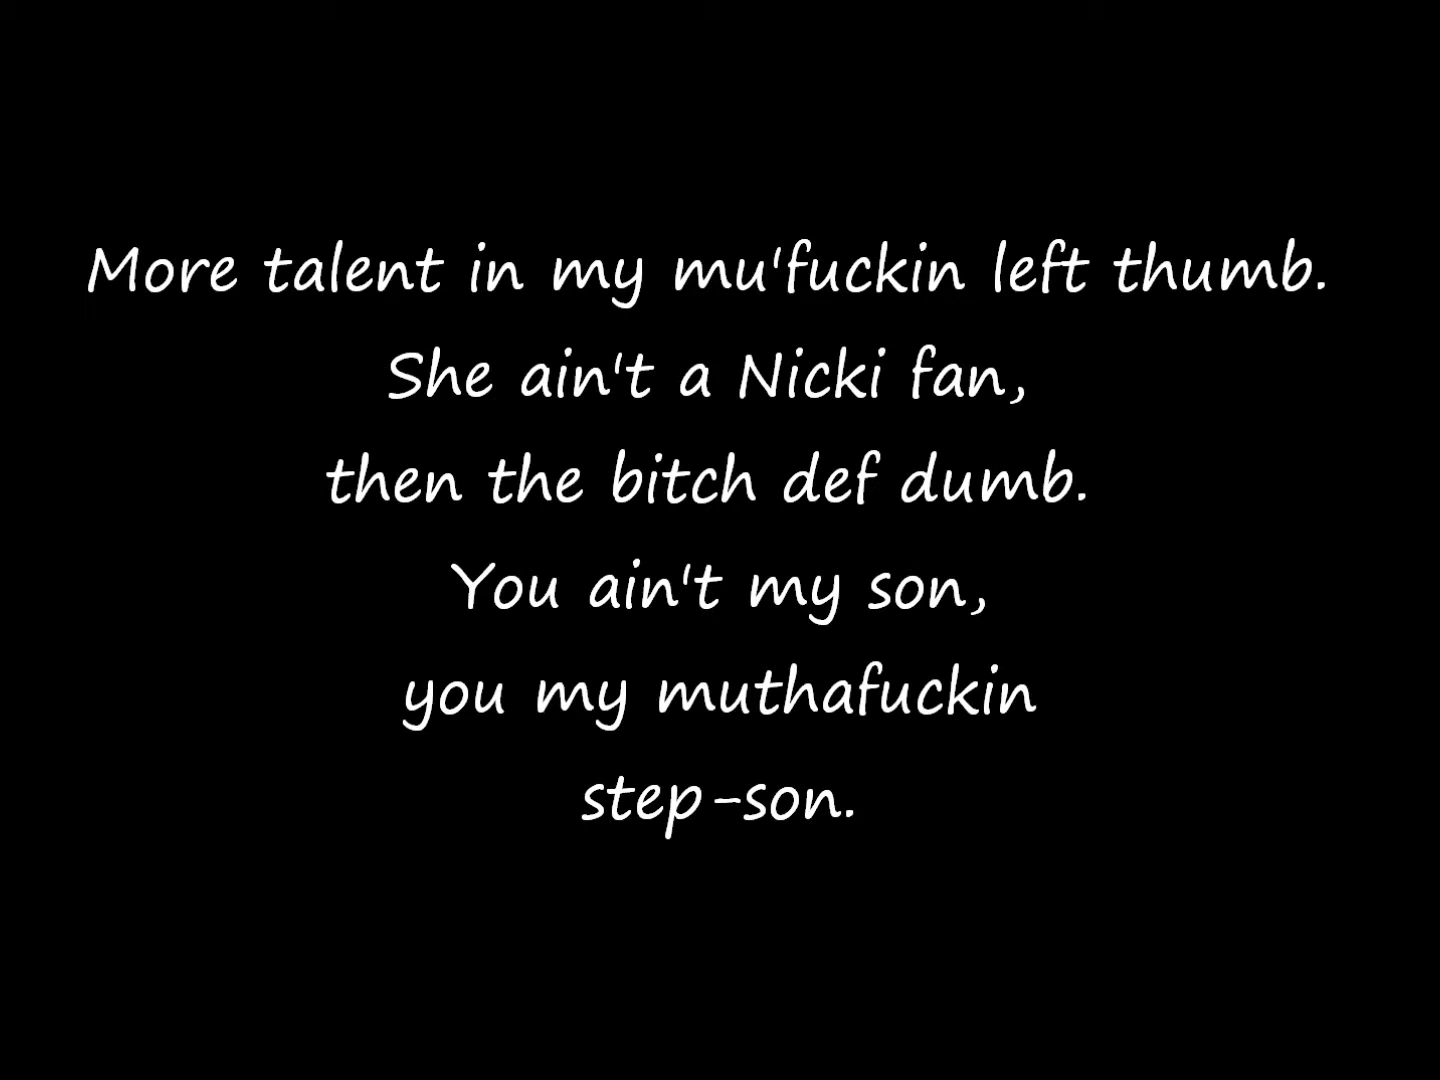 More talent in my mu'fuckin left thumb.
She ain't a Nicki fan,
then the bitch def dumb.
You ain't my son,
you my muthafuckin
step-son.